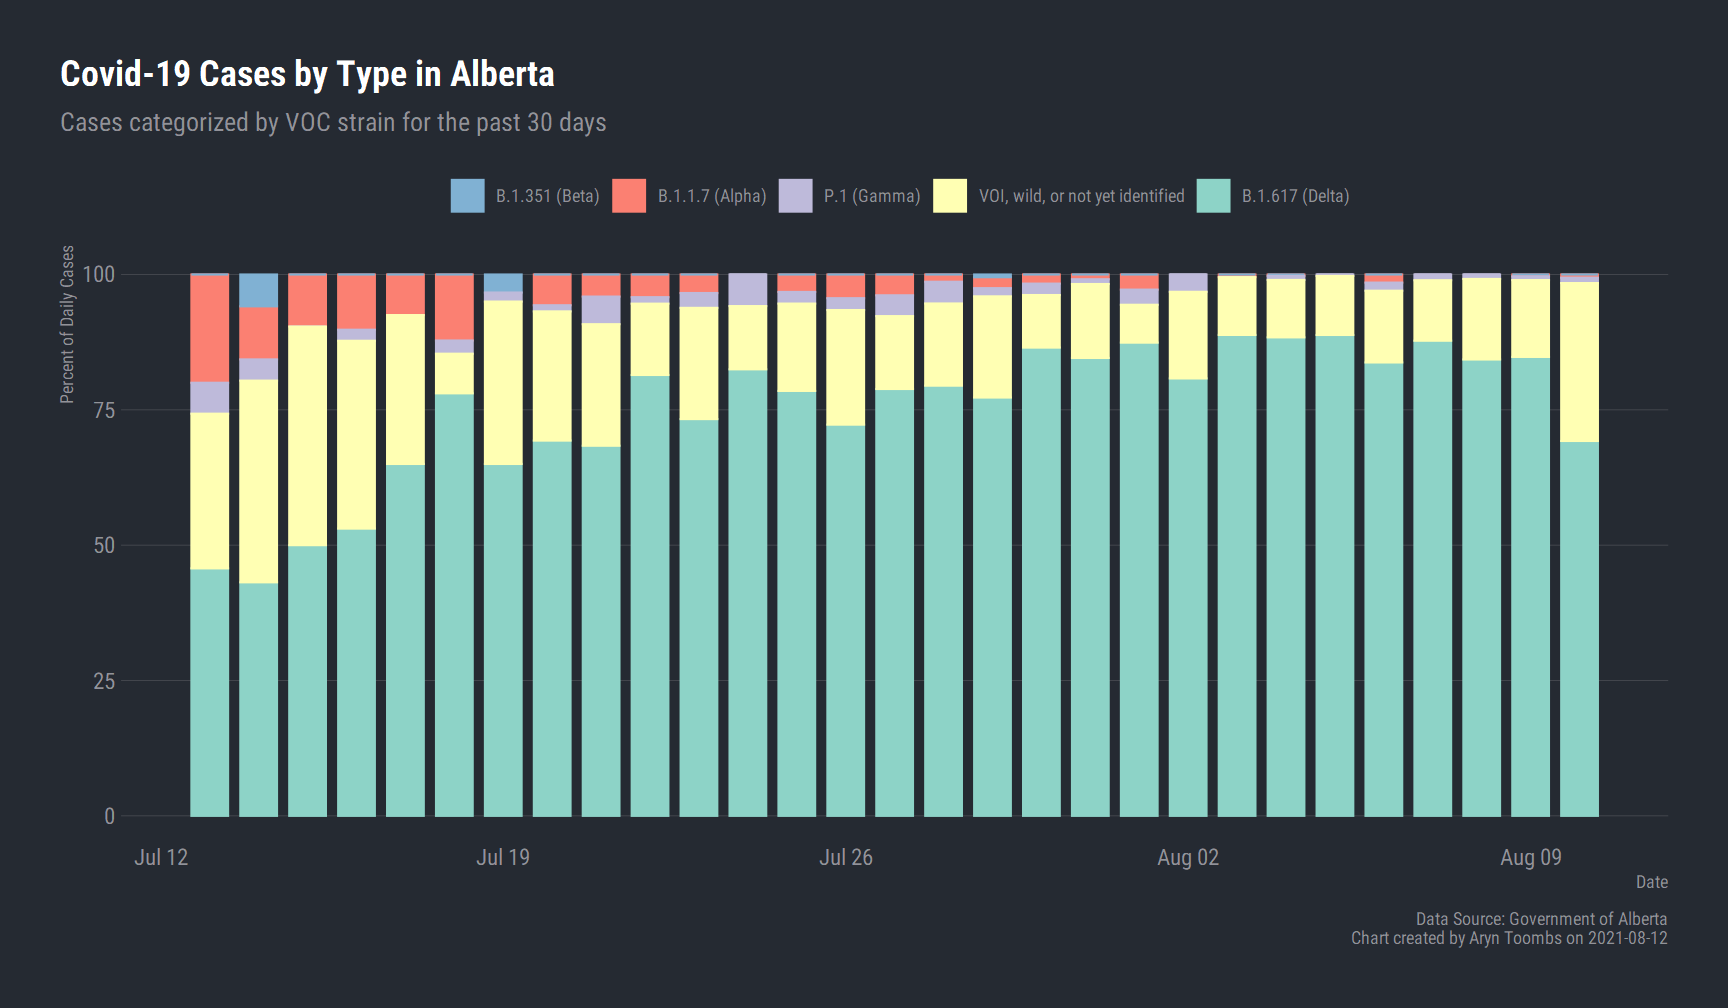 Covid-19 Cases by Type in Alberta
Cases categorized by VOC strain for the past 30 days
B.1.351 (Beta) B.1.1.7 (Alpha) P.1 (Gamma) VOI, wild, or not yet identified B.1.617 (Delta)
Percent of Daily Cases
100
75
50
25
0
Jul 12 Jul 19 Jul 26 Aug 02 Aug 09
Date
Data Source: Government of Alberta
Chart created by Aryn Toombs on 2021-08-12